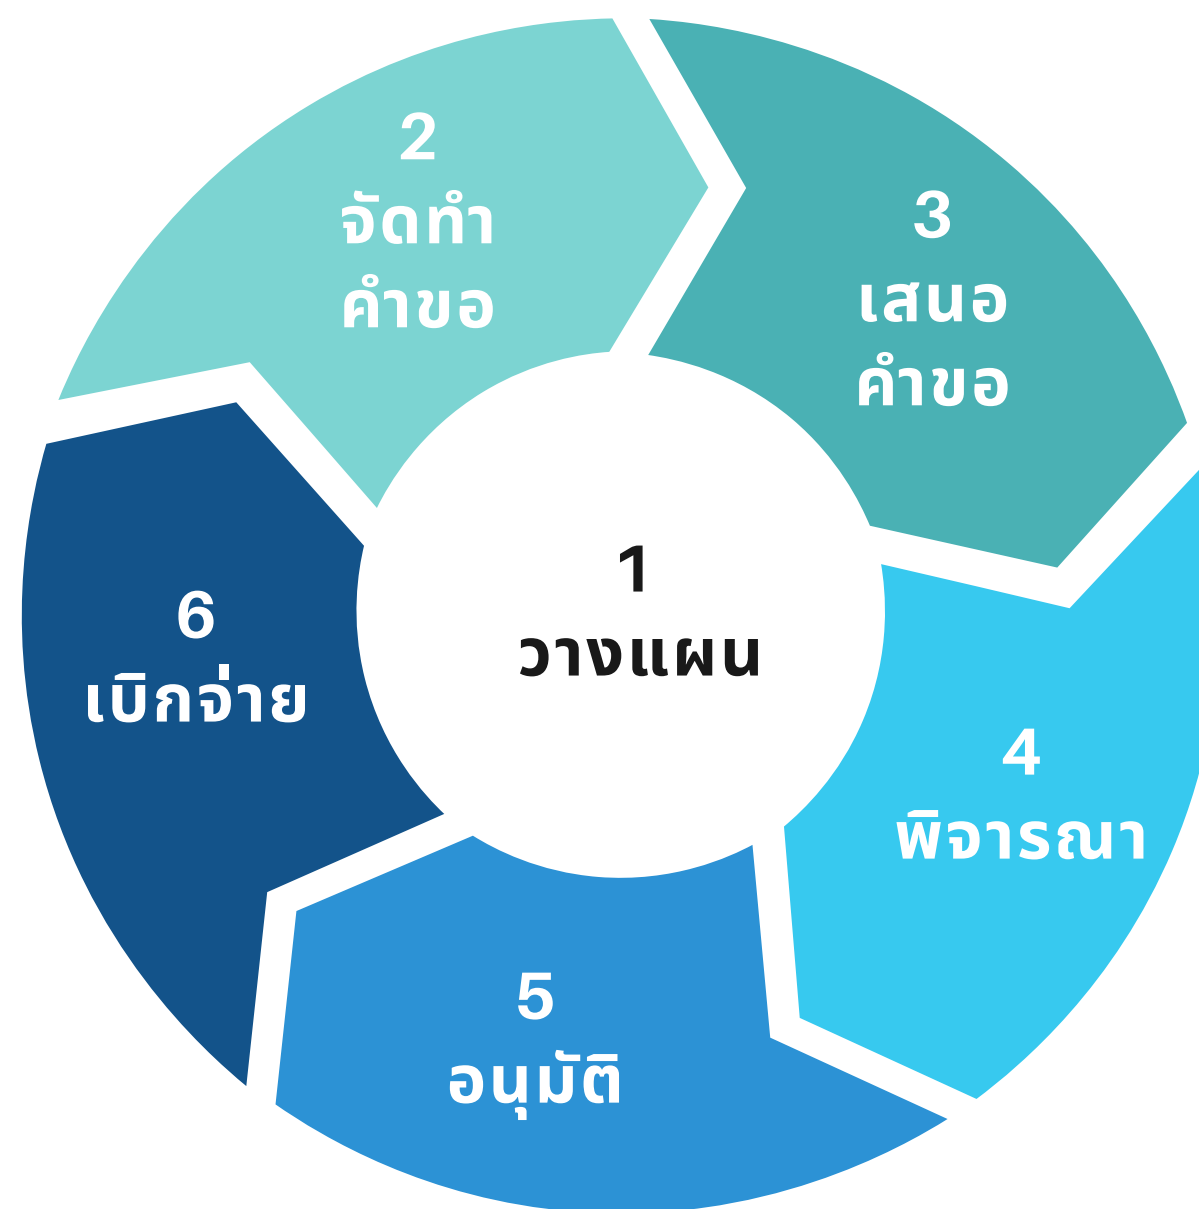 1
วางแผน
2
จัดทำ
คำขอ
3
เสนอ
คำขอ
4
พิจารณา
5
อนุมัติ
6
เบิกจ่าย